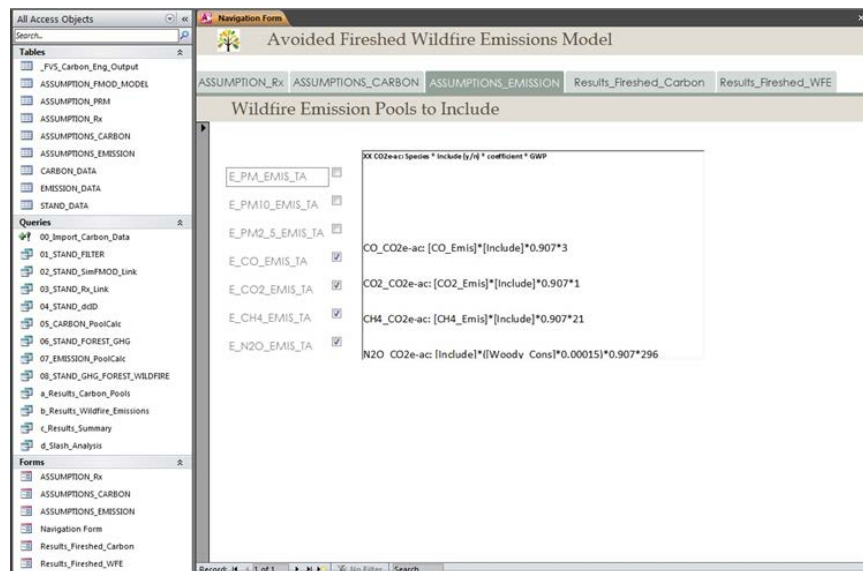 All Access Objects
Search...
Tables
_FVS_Carbon_Eng_Output
ASSUMPTION_FMOD_MODEL
ASSUMPTION_PRM
ASSUMPTION_Rx
ASSUMPTIONS_CARBON
ASSUMPTIONS_EMISSION
CARBON_DATA
EMISSION_DATA
STAND_DATA
Queries
00_Import_Carbon_Data
01_STAND_FILTER
02_STAND_SimFMOD_Link
03_STAND_Rx_Link
04_STAND_ddID
05_CARBON_PoolCalc
06_STAND_FOREST_GHG
07_EMISSION_PoolCalc
08_STAND_GHG_FOREST_WILDFIRE
a_Results_Carbon_Pools
b_Results_Wildfire_Emissions
c_Results_Summary
d_Slash_Analysis
Forms
ASSUMPTION_Rx
ASSUMPTIONS_CARBON
ASSUMPTIONS_EMISSION
Navigation Form
Results_Fireshed_Carbon
Results_Fireshed_WFE
Navigation Form
Avoided Fireshed Wildfire Emissions Model
ASSUMPTION_Rx ASSUMPTIONS_CARBON ASSUMPTIONS_EMISSION Results_Fireshed_Carbon Results_Fireshed_WFE
Wildfire Emission Pools to Include
XX CO2e-ac: Species * Include (y/n) * coefficient * GWP
E_PM_EMIS_TA
E_PM10_EMIS_TA
E_PM2_5_EMIS_TA
E_CO_EMIS_TA
CO_CO2e-ac: [CO_Emis]*[Include]*0.907*3
E_CO2_EMIS_TA
CO2_CO2e-ac: [CO2_Emis]*[Include]*0.907*1
E_CH4_EMIS_TA
CH4_CO2e-ac: [CH4_Emis]*[Include]*0.907*21
E_N2O_EMIS_TA
N2O_CO2e-ac: [Include]*([Woody_Cons]*0.00015)*0.907*296
Record: 1 of 1 No Filter Search